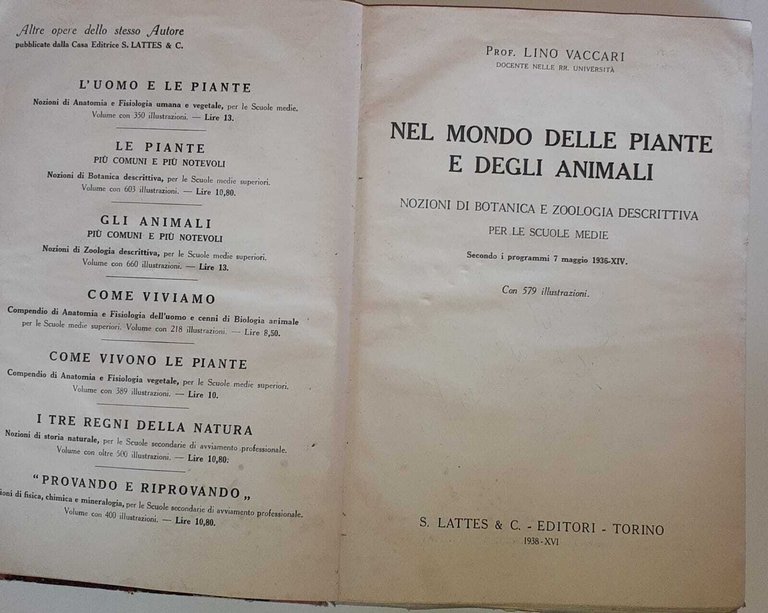 Altre opere dello stesso Autore
pubblicate dalla Casa Editrice S. LATTES & C.
L'UOMO E LE PIANTE
Nozioni di Anatomia e Fisiologia umana e vegetale, per le Scuole medie.
Volume con 350 illustrazioni. — Lire 13.
LE PIANTE
PIÙ COMUNI E PIÙ NOTEVOLI
Nozioni di Botanica descrittiva, per le Scuole medie superiori.
Volume con 603 illustrazioni. — Lire 10,80.
GLI ANIMALI
PIÙ COMUNI E PIÙ NOTEVOLI
Nozioni di Zoologia descrittiva, per le Scuole medie superiori.
Volume con 660 illustrazioni. — Lire 13.
COME VIVIAMO
Compendio di Anatomia e Fisiologia dell'uomo e cenni di Biologia animale
per le Scuole medie superiori. Volume con 218 illustrazioni. — Lire 8,50.
COME VIVONO LE PIANTE
Compendio di Anatomia e Fisiologia vegetale, per le Scuole medie superiori.
Volume con 389 illustrazioni. — Lire 10.
I TRE REGNI DELLA NATURA
Nozioni di storia naturale, per le Scuole secondarie di avviamento professionale.
Volume con oltre 500 illustrazioni. — Lire 10,80.
"PROVANDO E RIPROVANDO„
ioni di fisica, chimica e mineralogia, per le Scuole secondarie di avviamento professionale.
Volume con 400 illustrazioni. — Lire 10,80.
PROF. LINO VACCARI
DOCENTE NELLE RR. UNIVERSITÀ
NEL MONDO DELLE PIANTE
E DEGLI ANIMALI
NOZIONI DI BOTANICA E ZOOLOGIA DESCRITTIVA
PER LE SCUOLE MEDIE
Secondo i programmi 7 maggio 1936-XIV.
Con 579 illustrazioni.
S. LATTES & C. - EDITORI - TORINO
1938-XVI